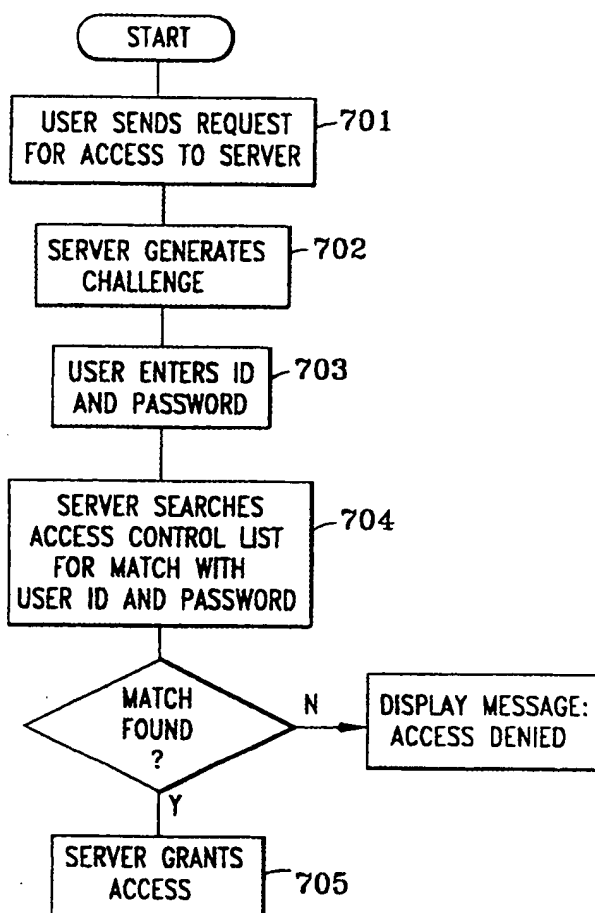 START
USER SENDS REQUEST
FOR ACCESS TO SERVER
701
SERVER GENERATES
CHALLENGE
702
USER ENTERS ID
AND PASSWORD
703
SERVER SEARCHES
ACCESS CONTROL LIST
FOR MATCH WITH
USER ID AND PASSWORD
704
MATCH
FOUND
?
N
DISPLAY MESSAGE:
ACCESS DENIED
Y
SERVER GRANTS
ACCESS
705